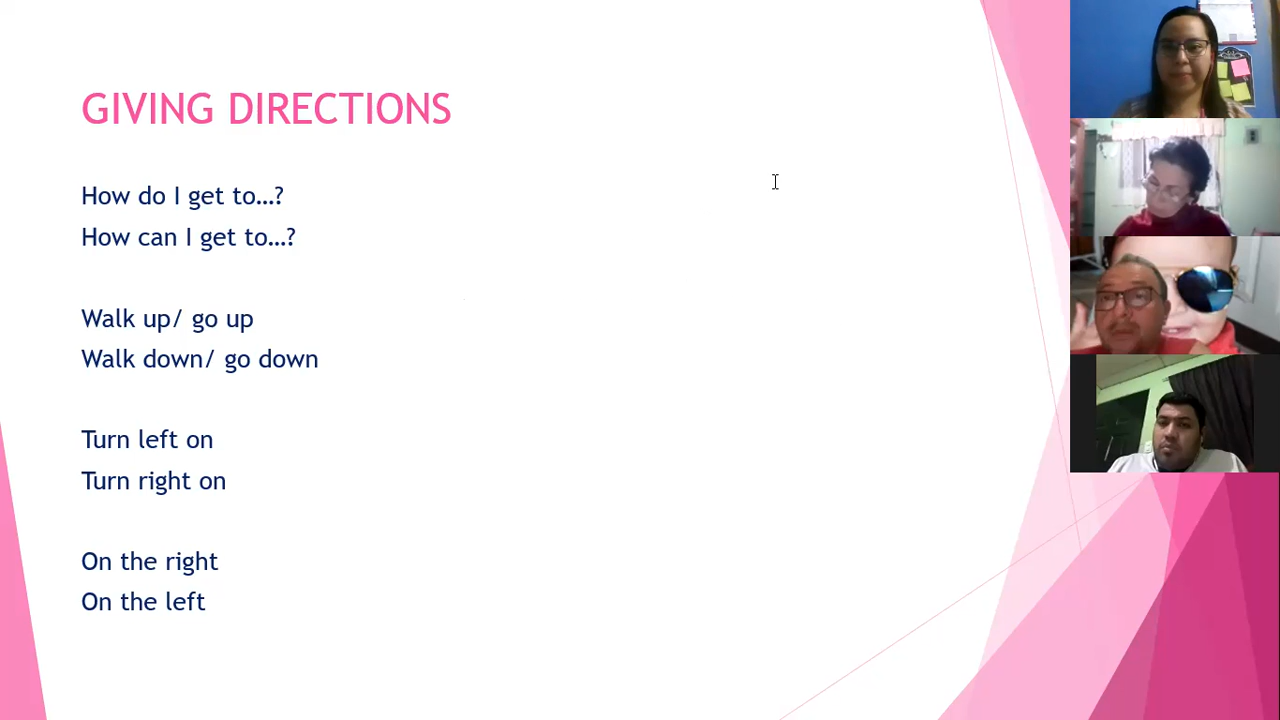 GIVING DIRECTIONS
How do I get to…?
How can I get to…?
Walk up/ go up
Walk down/ go down
Turn left on
Turn right on
On the right
On the left